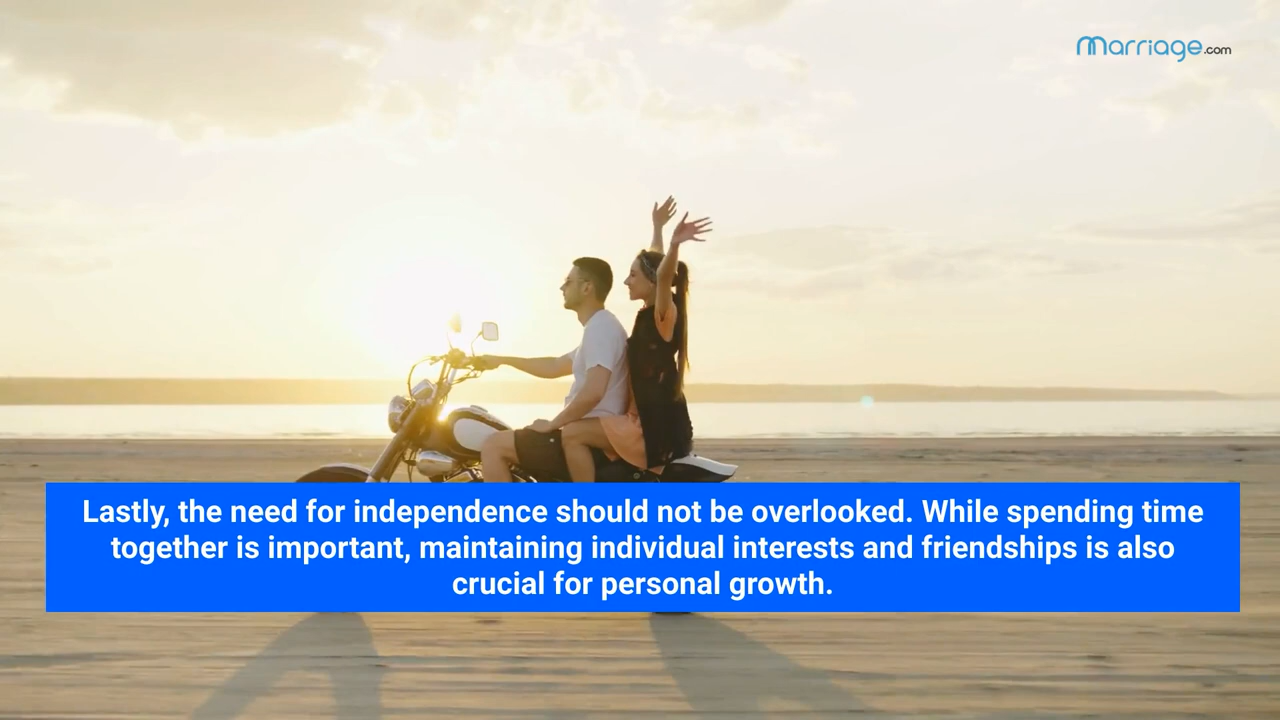 Marriage.com
Lastly, the need for independence should not be overlooked. While spending time
together is important, maintaining individual interests and friendships is also
crucial for personal growth.